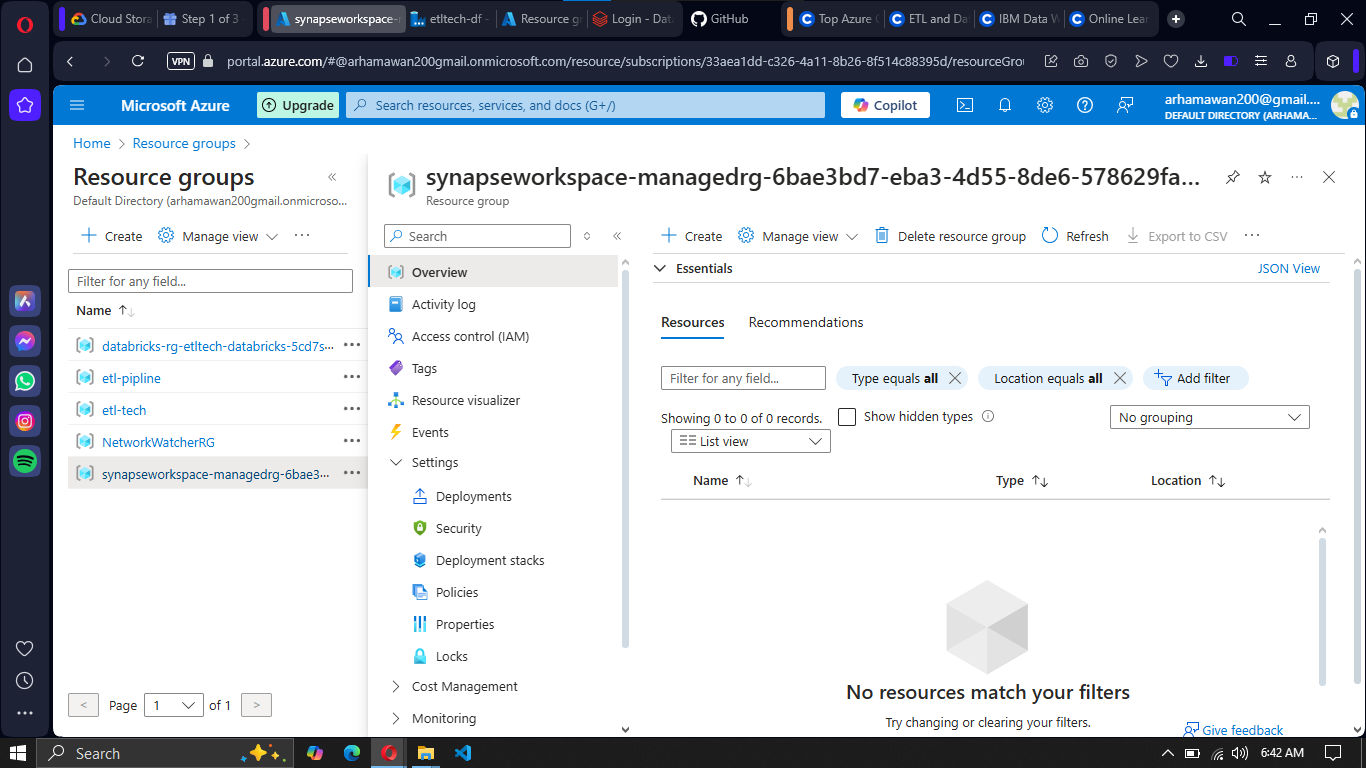 Cloud Stora
Step 1 of 3 -
synapseworkspace-r
etltech-df -
Resource gr
Login - Dat
GitHub
Top Azure C
ETL and Da
IBM Data W
Online Lear
VPN
portal.azure.com/#@arhamawan200gmail.onmicrosoft.com/resource/subscriptions/33aea1dd-c326-4a11-8b26-8f514c88395d/resourceGrou
Microsoft Azure
Upgrade
Search resources, services, and docs (G+/)
Copilot
arhamawan200@gmail....
DEFAULT DIRECTORY (ARHAMA...
Home > Resource groups >
Resource groups
Default Directory (arhamawan200gmail.onmicroso...
Create
Manage view
Filter for any field...
Name
databricks-rg-etltech-databricks-5cd7s...
etl-pipline
etl-tech
NetworkWatcherRG
synapseworkspace-managedrg-6bae3...
< Page 1 of 1 >
synapseworkspace-managedrg-6bae3bd7-eba3-4d55-8de6-578629fa...
Resource group
Search
Overview
Activity log
Access control (IAM)
Tags
Resource visualizer
Events
Settings
Deployments
Security
Deployment stacks
Policies
Properties
Locks
Cost Management
Monitoring
Create
Manage view
Delete resource group
Refresh
Export to CSV
Essentials
JSON View
Resources
Recommendations
Filter for any field...
Type equals all
Location equals all
Add filter
Showing 0 to 0 of 0 records.
Show hidden types
No grouping
List view
Name
Type
Location
No resources match your filters
Try changing or clearing your filters.
Give feedback
Search
6:42 AM